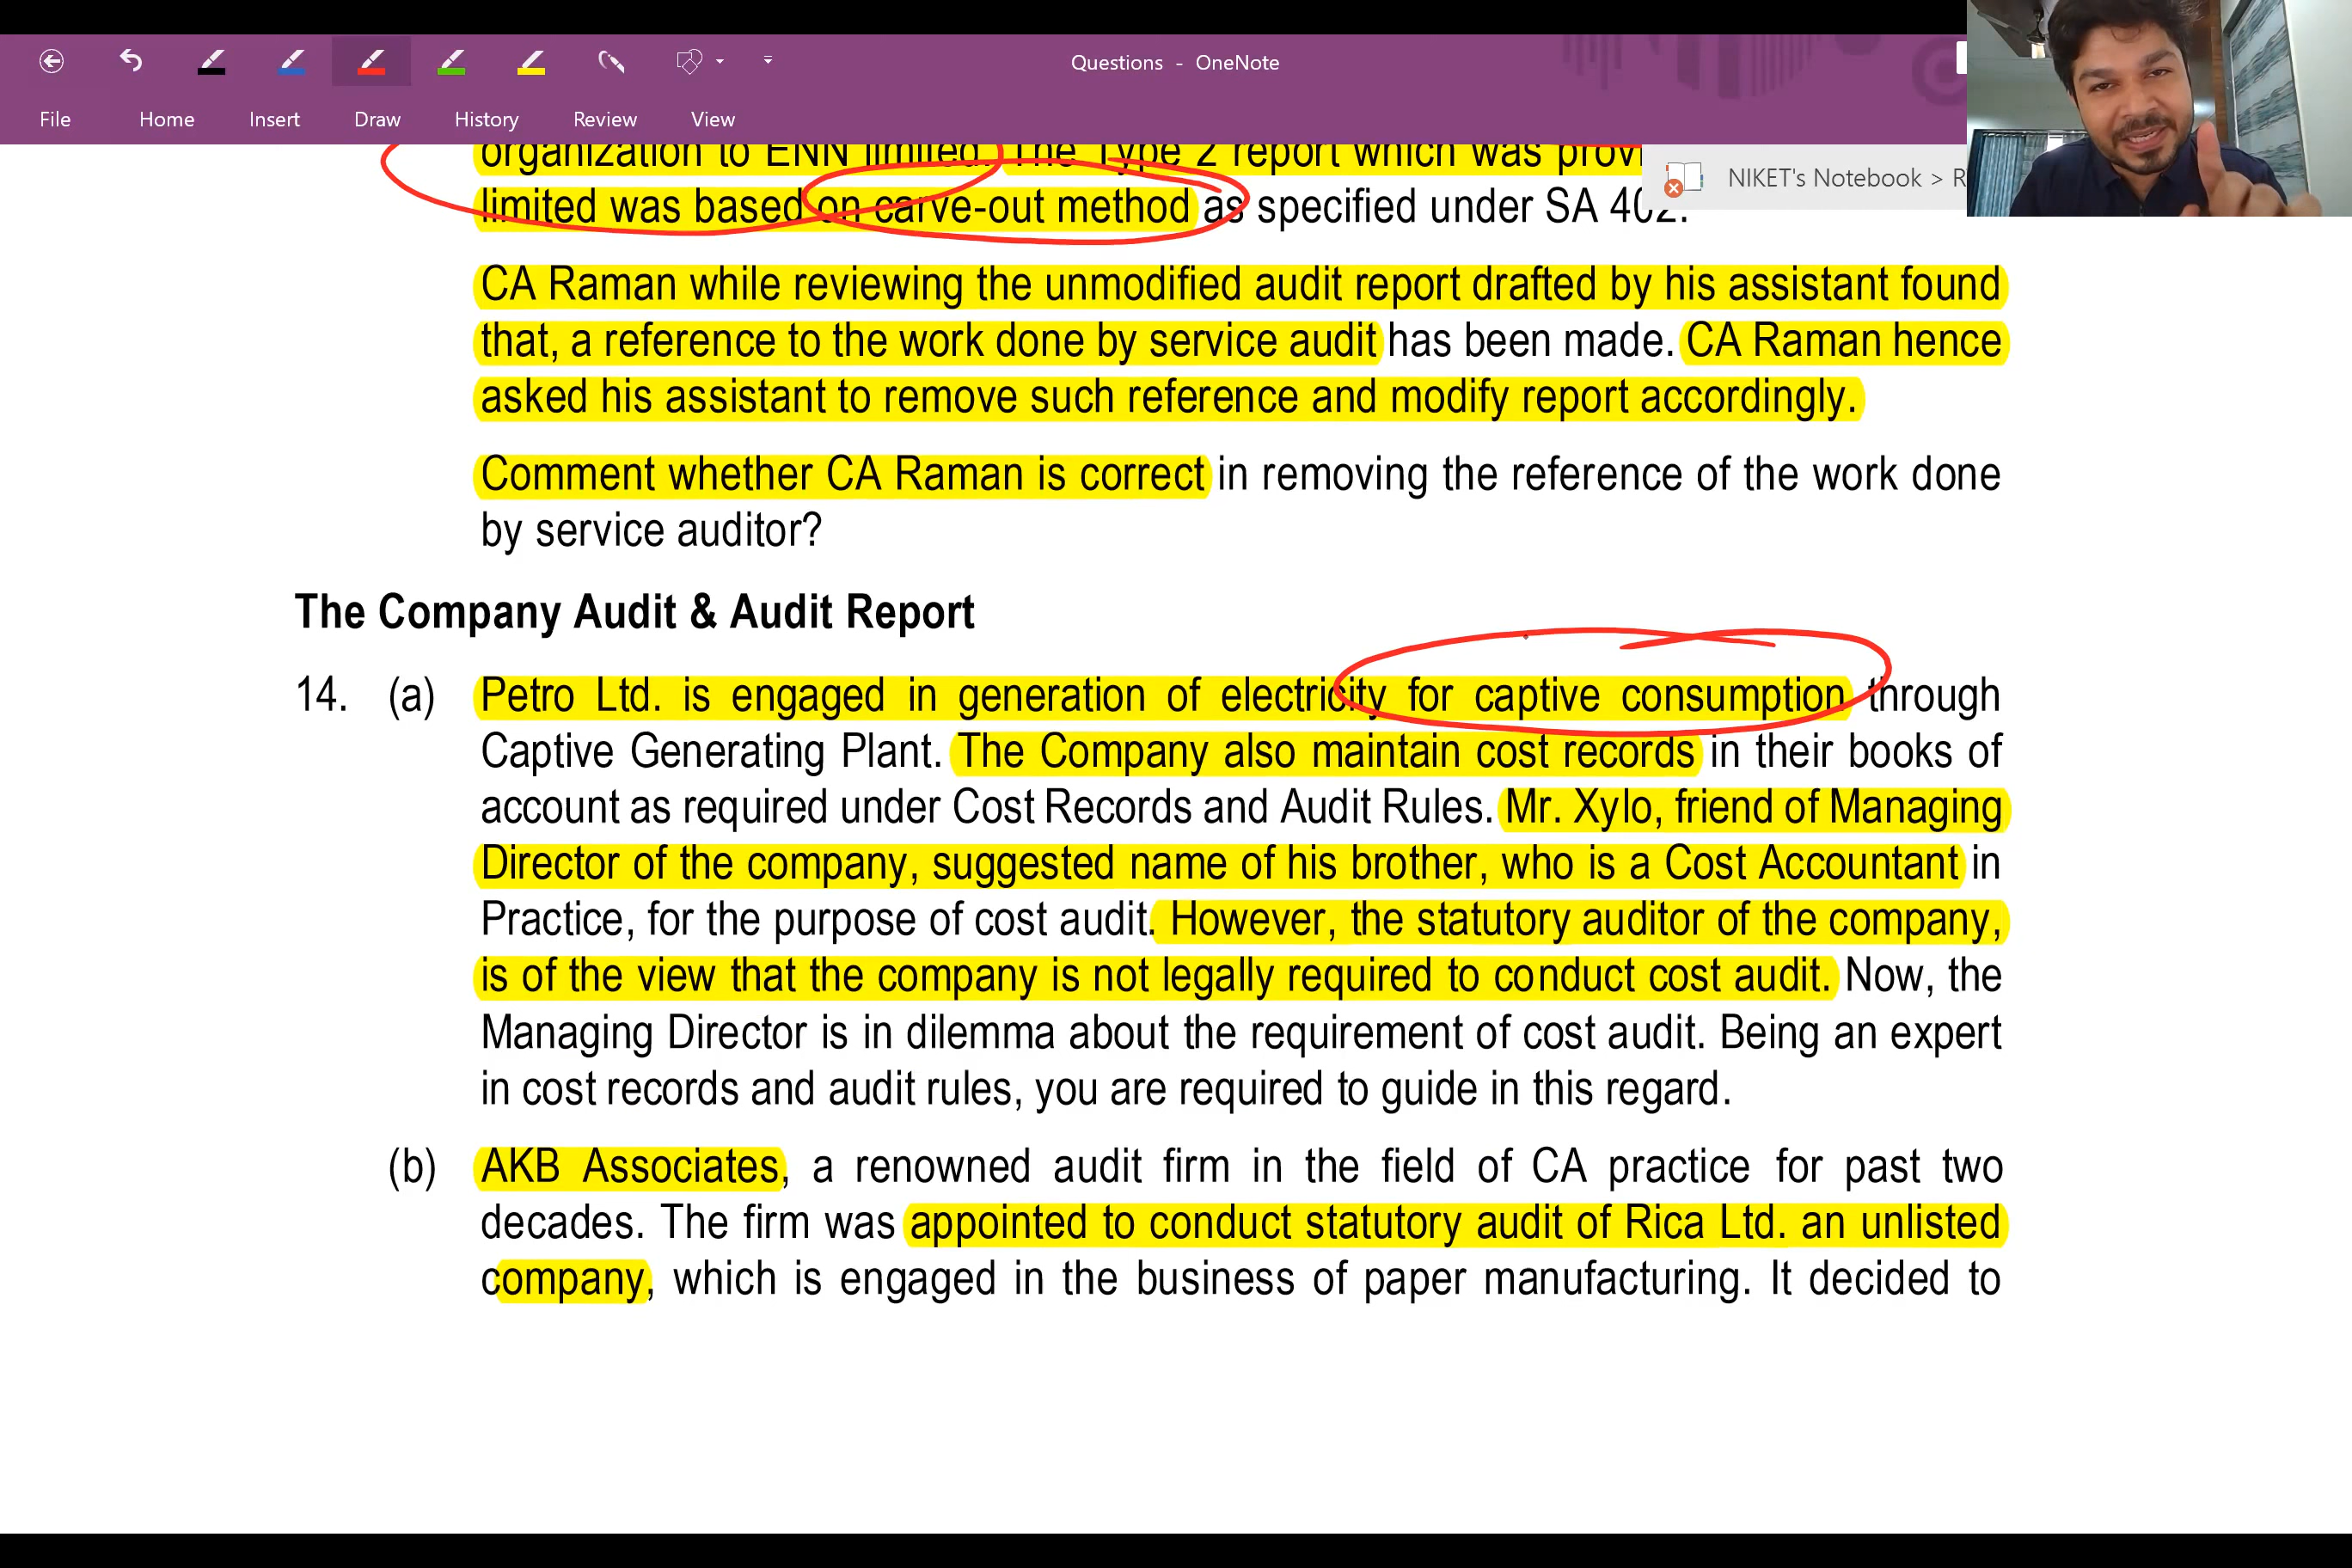 Questions - OneNote
File Home Insert Draw History Review View
NIKET's Notebook > R
organization to ENN limited. The Type 2 report which was
limited was based on carve-out method as specified under SA 402.
CA Raman while reviewing the unmodified audit report drafted by his assistant found
that, a reference to the work done by service audit has been made. CA Raman hence
asked his assistant to remove such reference and modify report accordingly.
Comment whether CA Raman is correct in removing the reference of the work done
by service auditor?
The Company Audit & Audit Report
14. (a) Petro Ltd. is engaged in generation of electricity for captive consumption through
Captive Generating Plant. The Company also maintain cost records in their books of
account as required under Cost Records and Audit Rules. Mr. Xylo, friend of Managing
Director of the company, suggested name of his brother, who is a Cost Accountant in
Practice, for the purpose of cost audit. However, the statutory auditor of the company,
is of the view that the company is not legally required to conduct cost audit. Now, the
Managing Director is in dilemma about the requirement of cost audit. Being an expert
in cost records and audit rules, you are required to guide in this regard.
(b) AKB Associates, a renowned audit firm in the field of CA practice for past two
decades. The firm was appointed to conduct statutory audit of Rica Ltd. an unlisted
company, which is engaged in the business of paper manufacturing. It decided to